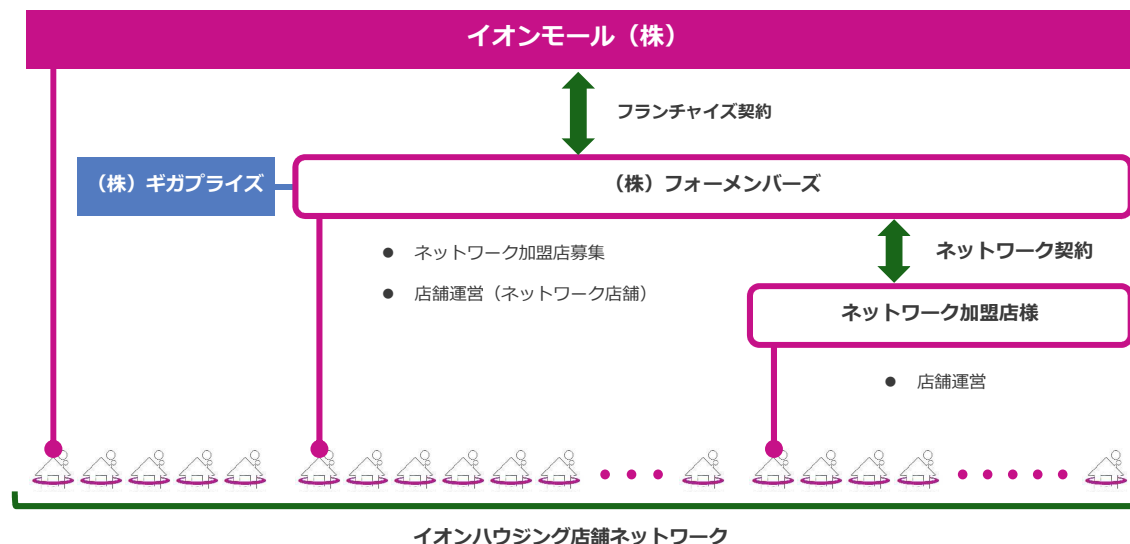 イオンモール（株）
フランチャイズ契約
（株）ギガプライズ
（株）フォーメンバーズ
● ネットワーク加盟店募集
● 店舗運営（ネットワーク店舗）
ネットワーク契約
ネットワーク加盟店様
● 店舗運営
イオンハウジング店舗ネットワーク